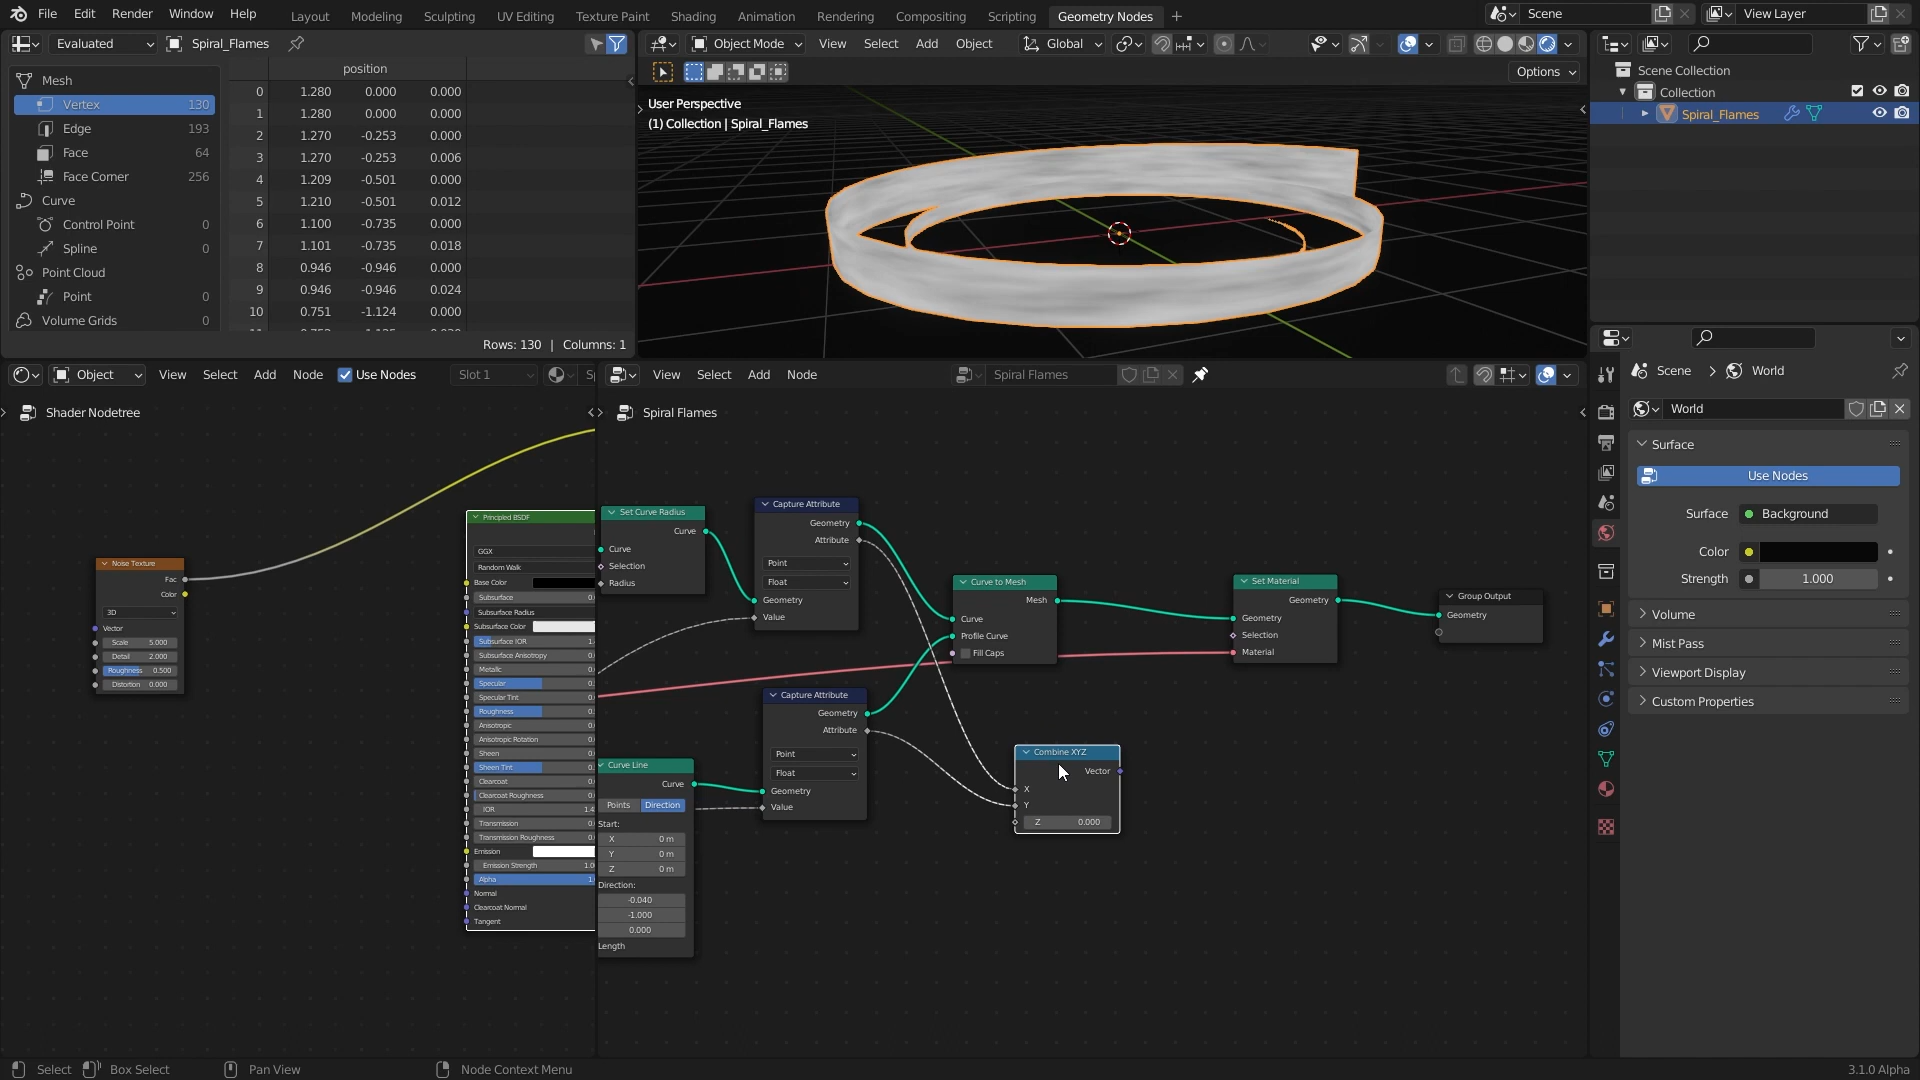 File Edit Render Window Help Layout Modeling Sculpting UV Editing Texture Paint Shading Animation Rendering Compositing Scripting Geometry Nodes + Scene View Layer
Evaluated Spiral_Flames
position
Mesh
Vertex 130
Edge 193
Face 64
Face Corner 256
Curve
Control Point 0
Spline 0
Point Cloud
Point 0
Volume Grids 0
0 1.280 0.000 0.000
1 1.280 0.000 0.000
2 1.270 -0.253 0.000
3 1.270 -0.253 0.006
4 1.209 -0.501 0.000
5 1.210 -0.501 0.012
6 1.100 -0.735 0.000
7 1.101 -0.735 0.018
8 0.946 -0.946 0.000
9 0.946 -0.946 0.024
10 0.751 -1.124 0.000
Rows: 130 | Columns: 1
Object Mode View Select Add Object Global
Options
User Perspective
(1) Collection | Spiral_Flames
Scene Collection
Collection
Spiral_Flames
Object View Select Add Node Use Nodes Slot 1
Shader Nodetree
Noise Texture
Fac
Color
3D
Vector
Scale 5.000
Detail 2.000
Roughness 0.500
Distortion 0.000
Principled BSDF
GGX
Random Walk
Base Color
Subsurface
Subsurface Radius
Subsurface Color
Subsurface IOR
Subsurface Anisotropy
Metallic
Specular
Specular Tint
Roughness
Anisotropic
Anisotropic Rotation
Sheen
Sheen Tint
Clearcoat
Clearcoat Roughness
IOR
Transmission
Transmission Roughness
Emission
Emission Strength
Alpha
Normal
Clearcoat Normal
Tangent
View Select Add Node Spiral Flames
Spiral Flames
Set Curve Radius
Curve
Curve
Selection
Radius
Capture Attribute
Geometry
Attribute
Point
Float
Geometry
Value
Curve to Mesh
Mesh
Curve
Profile Curve
Fill Caps
Set Material
Geometry
Geometry
Selection
Material
Group Output
Geometry
Capture Attribute
Geometry
Attribute
Point
Float
Geometry
Value
Curve Line
Curve
Points Direction
Start:
X 0 m
Y 0 m
Z 0 m
Direction:
-0.040
-1.000
0.000
Length
Combine XYZ
Vector
X
Y
Z 0.000
Scene > World
World
Surface
Use Nodes
Surface Background
Color
Strength 1.000
Volume
Mist Pass
Viewport Display
Custom Properties
Select Box Select Pan View Node Context Menu 3.1.0 Alpha